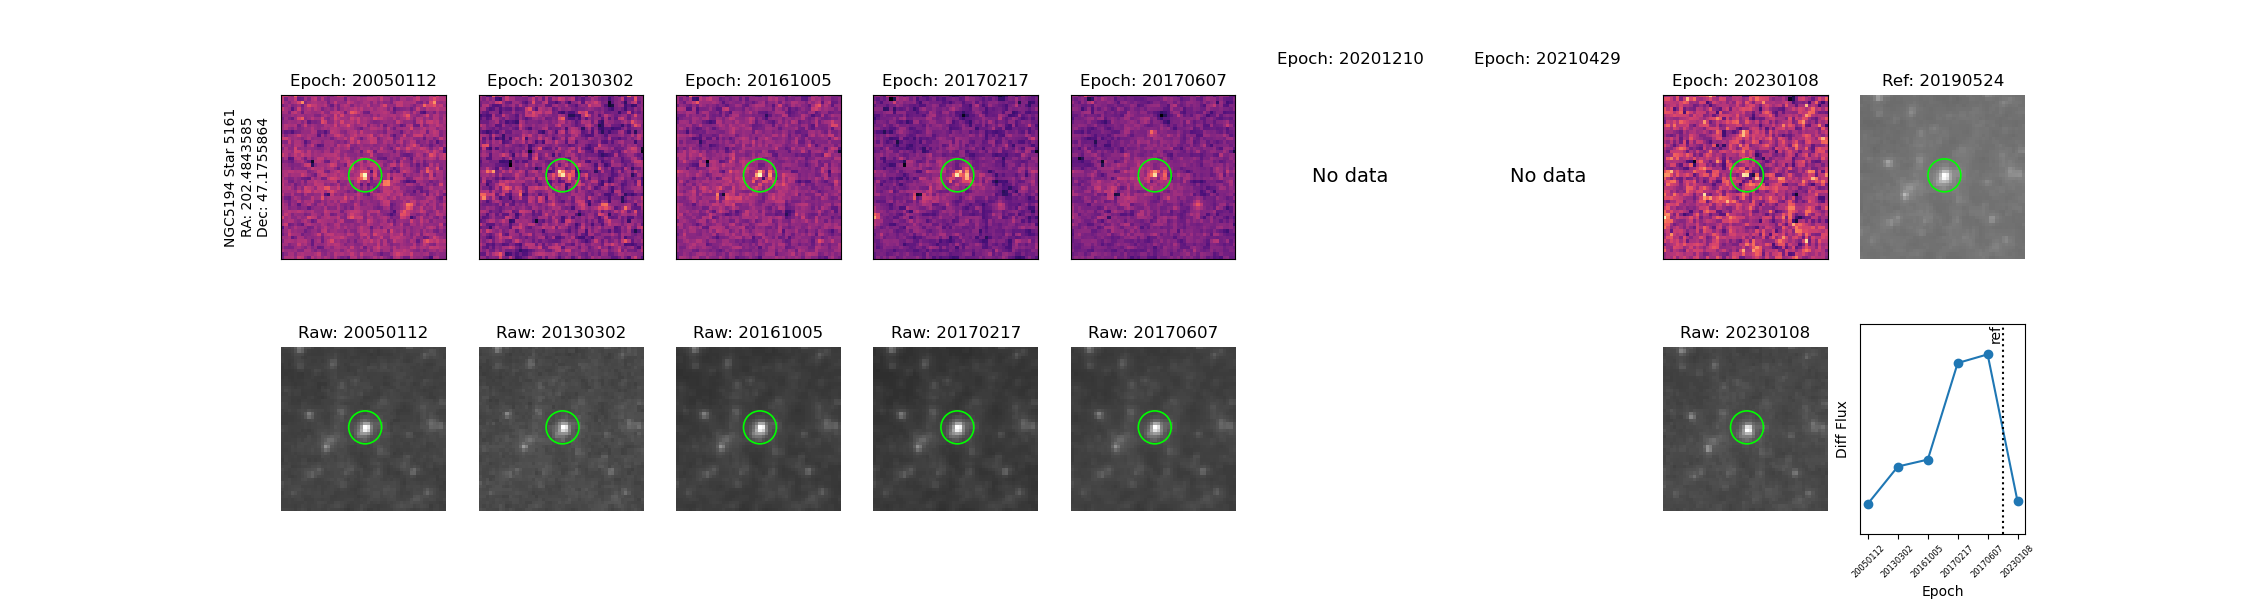 NGC5194 Star 5161
RA: 202.4843585
Dec: 47.1755864
Epoch: 20050112
Epoch: 20130302
Epoch: 20161005
Epoch: 20170217
Epoch: 20170607
Epoch: 20201210
Epoch: 20210429
Epoch: 20230108
Ref: 20190524
No data
No data
Raw: 20050112
Raw: 20130302
Raw: 20161005
Raw: 20170217
Raw: 20170607
Raw: 20230108
Diff Flux
ref
20050112
20130302
20161005
20170217
20170607
20230108
Epoch